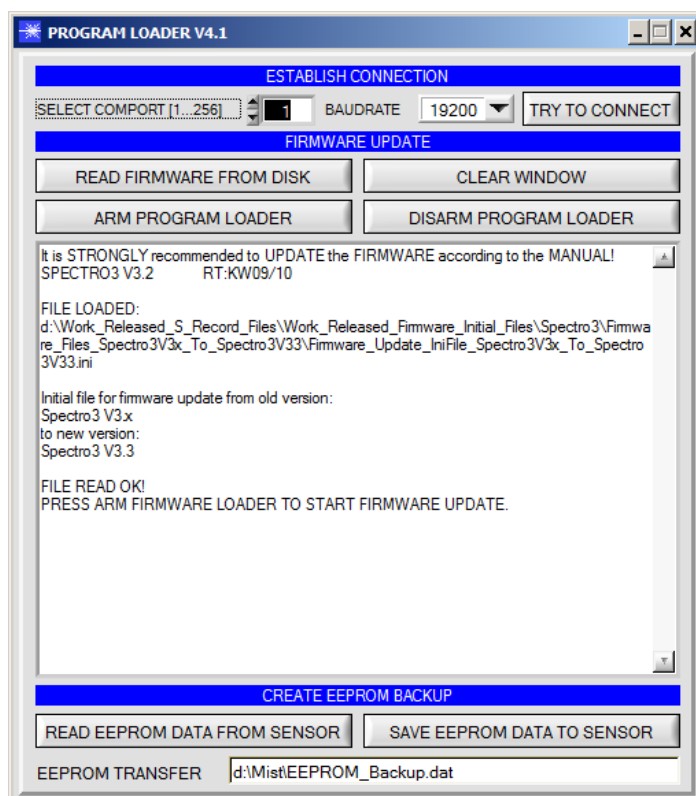 PROGRAM LOADER V4.1
ESTABLISH CONNECTION
SELECT COMPORT [1...256] 1 BAUDRATE 19200 TRY TO CONNECT
FIRMWARE UPDATE
READ FIRMWARE FROM DISK CLEAR WINDOW
ARM PROGRAM LOADER DISARM PROGRAM LOADER
It is STRONGLY recommended to UPDATE the FIRMWARE according to the MANUAL!
SPECTRO3 V3.2 RT:KW09/10
FILE LOADED:
d:\Work_Released_S_Record_Files\Work_Released_Firmware_Initial_Files\Spectro3\Firmwa
re_Files_Spectro3V3x_To_Spectro3V33\Firmware_Update_IniFile_Spectro3V3x_To_Spectro
3V33.ini
Initial file for firmware update from old version:
Spectro3 V3.x
to new version:
Spectro3 V3.3
FILE READ OK!
PRESS ARM FIRMWARE LOADER TO START FIRMWARE UPDATE.
CREATE EEPROM BACKUP
READ EEPROM DATA FROM SENSOR SAVE EEPROM DATA TO SENSOR
EEPROM TRANSFER d:\Mist\EEPROM_Backup.dat